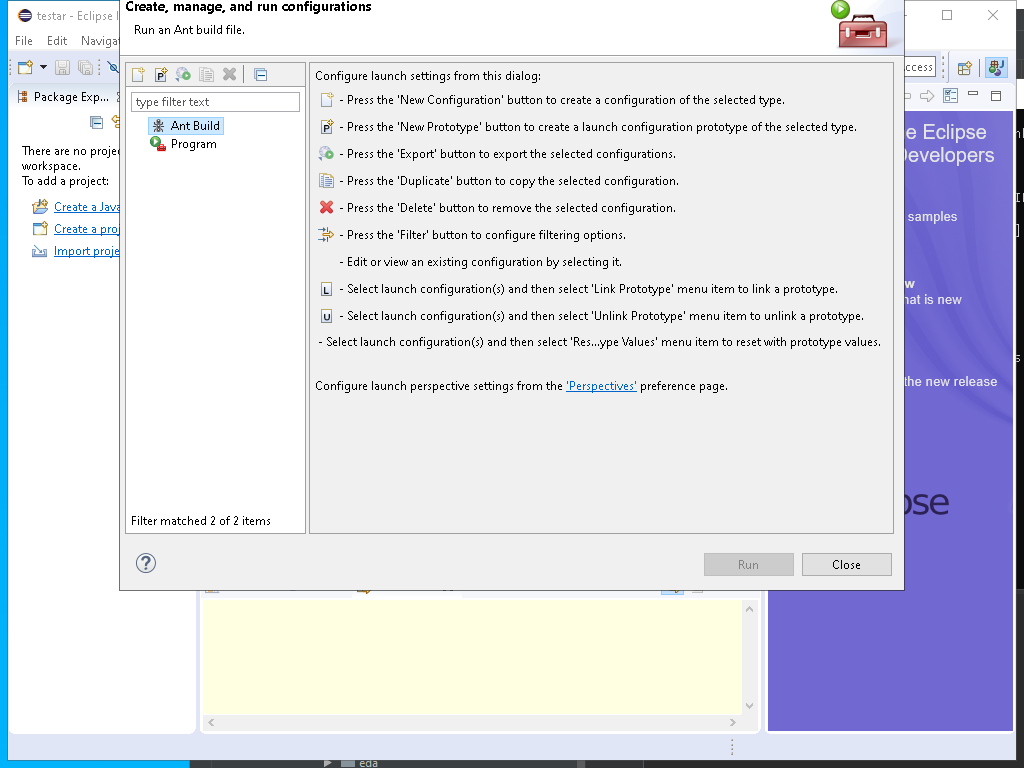 testar - Eclipse
Create, manage, and run configurations
Run an Ant build file.
File Edit
type filter text
Ant Build
Program
Filter matched 2 of 2 items
Configure launch settings from this dialog:
- Press the 'New Configuration' button to create a configuration of the selected type.
- Press the 'New Prototype' button to create a launch configuration prototype of the selected type.
- Press the 'Export' button to export the selected configurations.
- Press the 'Duplicate' button to copy the selected configuration.
- Press the 'Delete' button to remove the selected configuration.
- Press the 'Filter' button to configure filtering options.
- Edit or view an existing configuration by selecting it.
L - Select launch configuration(s) and then select 'Link Prototype' menu item to link a prototype.
U - Select launch configuration(s) and then select 'Unlink Prototype' menu item to unlink a prototype.
- Select launch configuration(s) and then select 'Res...ype Values' menu item to reset with prototype values.
Configure launch perspective settings from the 'Perspectives' preference page.
? Run Close
Package Exp...
There are no
workspace.
To add a project:
Create a Java
Create a
Import
cess
e Eclipse
Developers
samples
w
hat is new
the new release
pse
eda